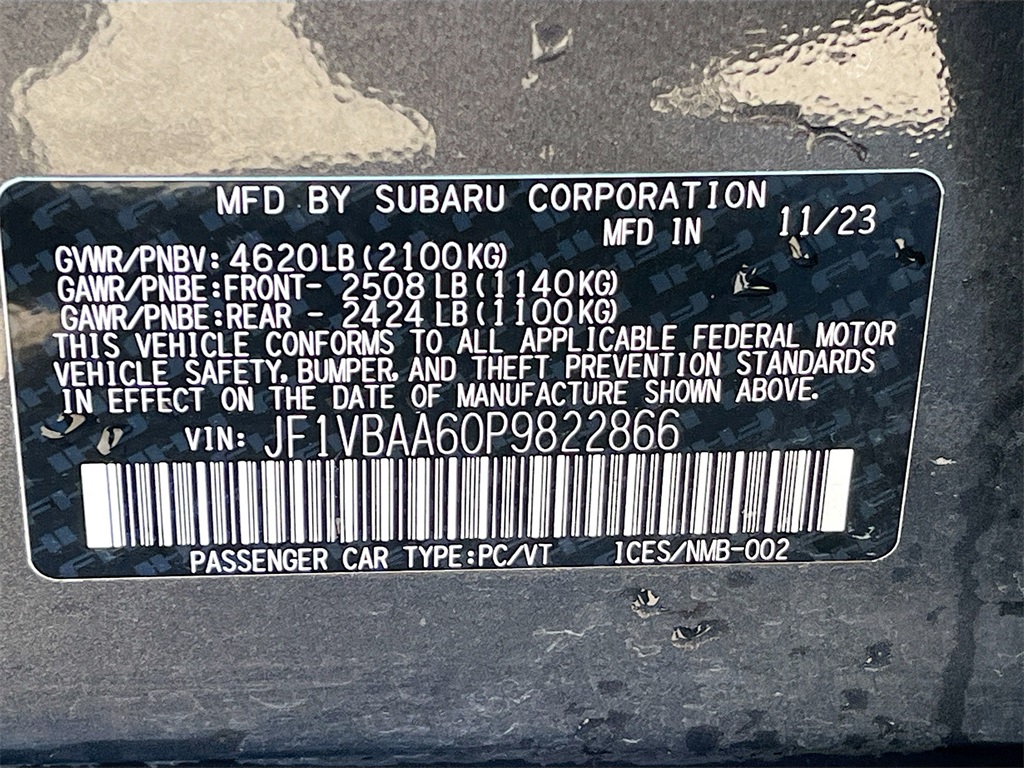 MFD BY SUBARU CORPORATION
MFD IN 11/23
GVWR/PNBV: 4620LB(2100KG)
GAWR/PNBE:FRONT- 2508 LB(1140KG)
GAWR/PNBE:REAR - 2424 LB(1100KG)
THIS VEHICLE CONFORMS TO ALL APPLICABLE FEDERAL MOTOR
VEHICLE SAFETY, BUMPER, AND THEFT PREVENTION STANDARDS
IN EFFECT ON THE DATE OF MANUFACTURE SHOWN ABOVE.
VIN: JF1VBAA60P9822866
PASSENGER CAR TYPE:PC/VT ICES/NMB-002